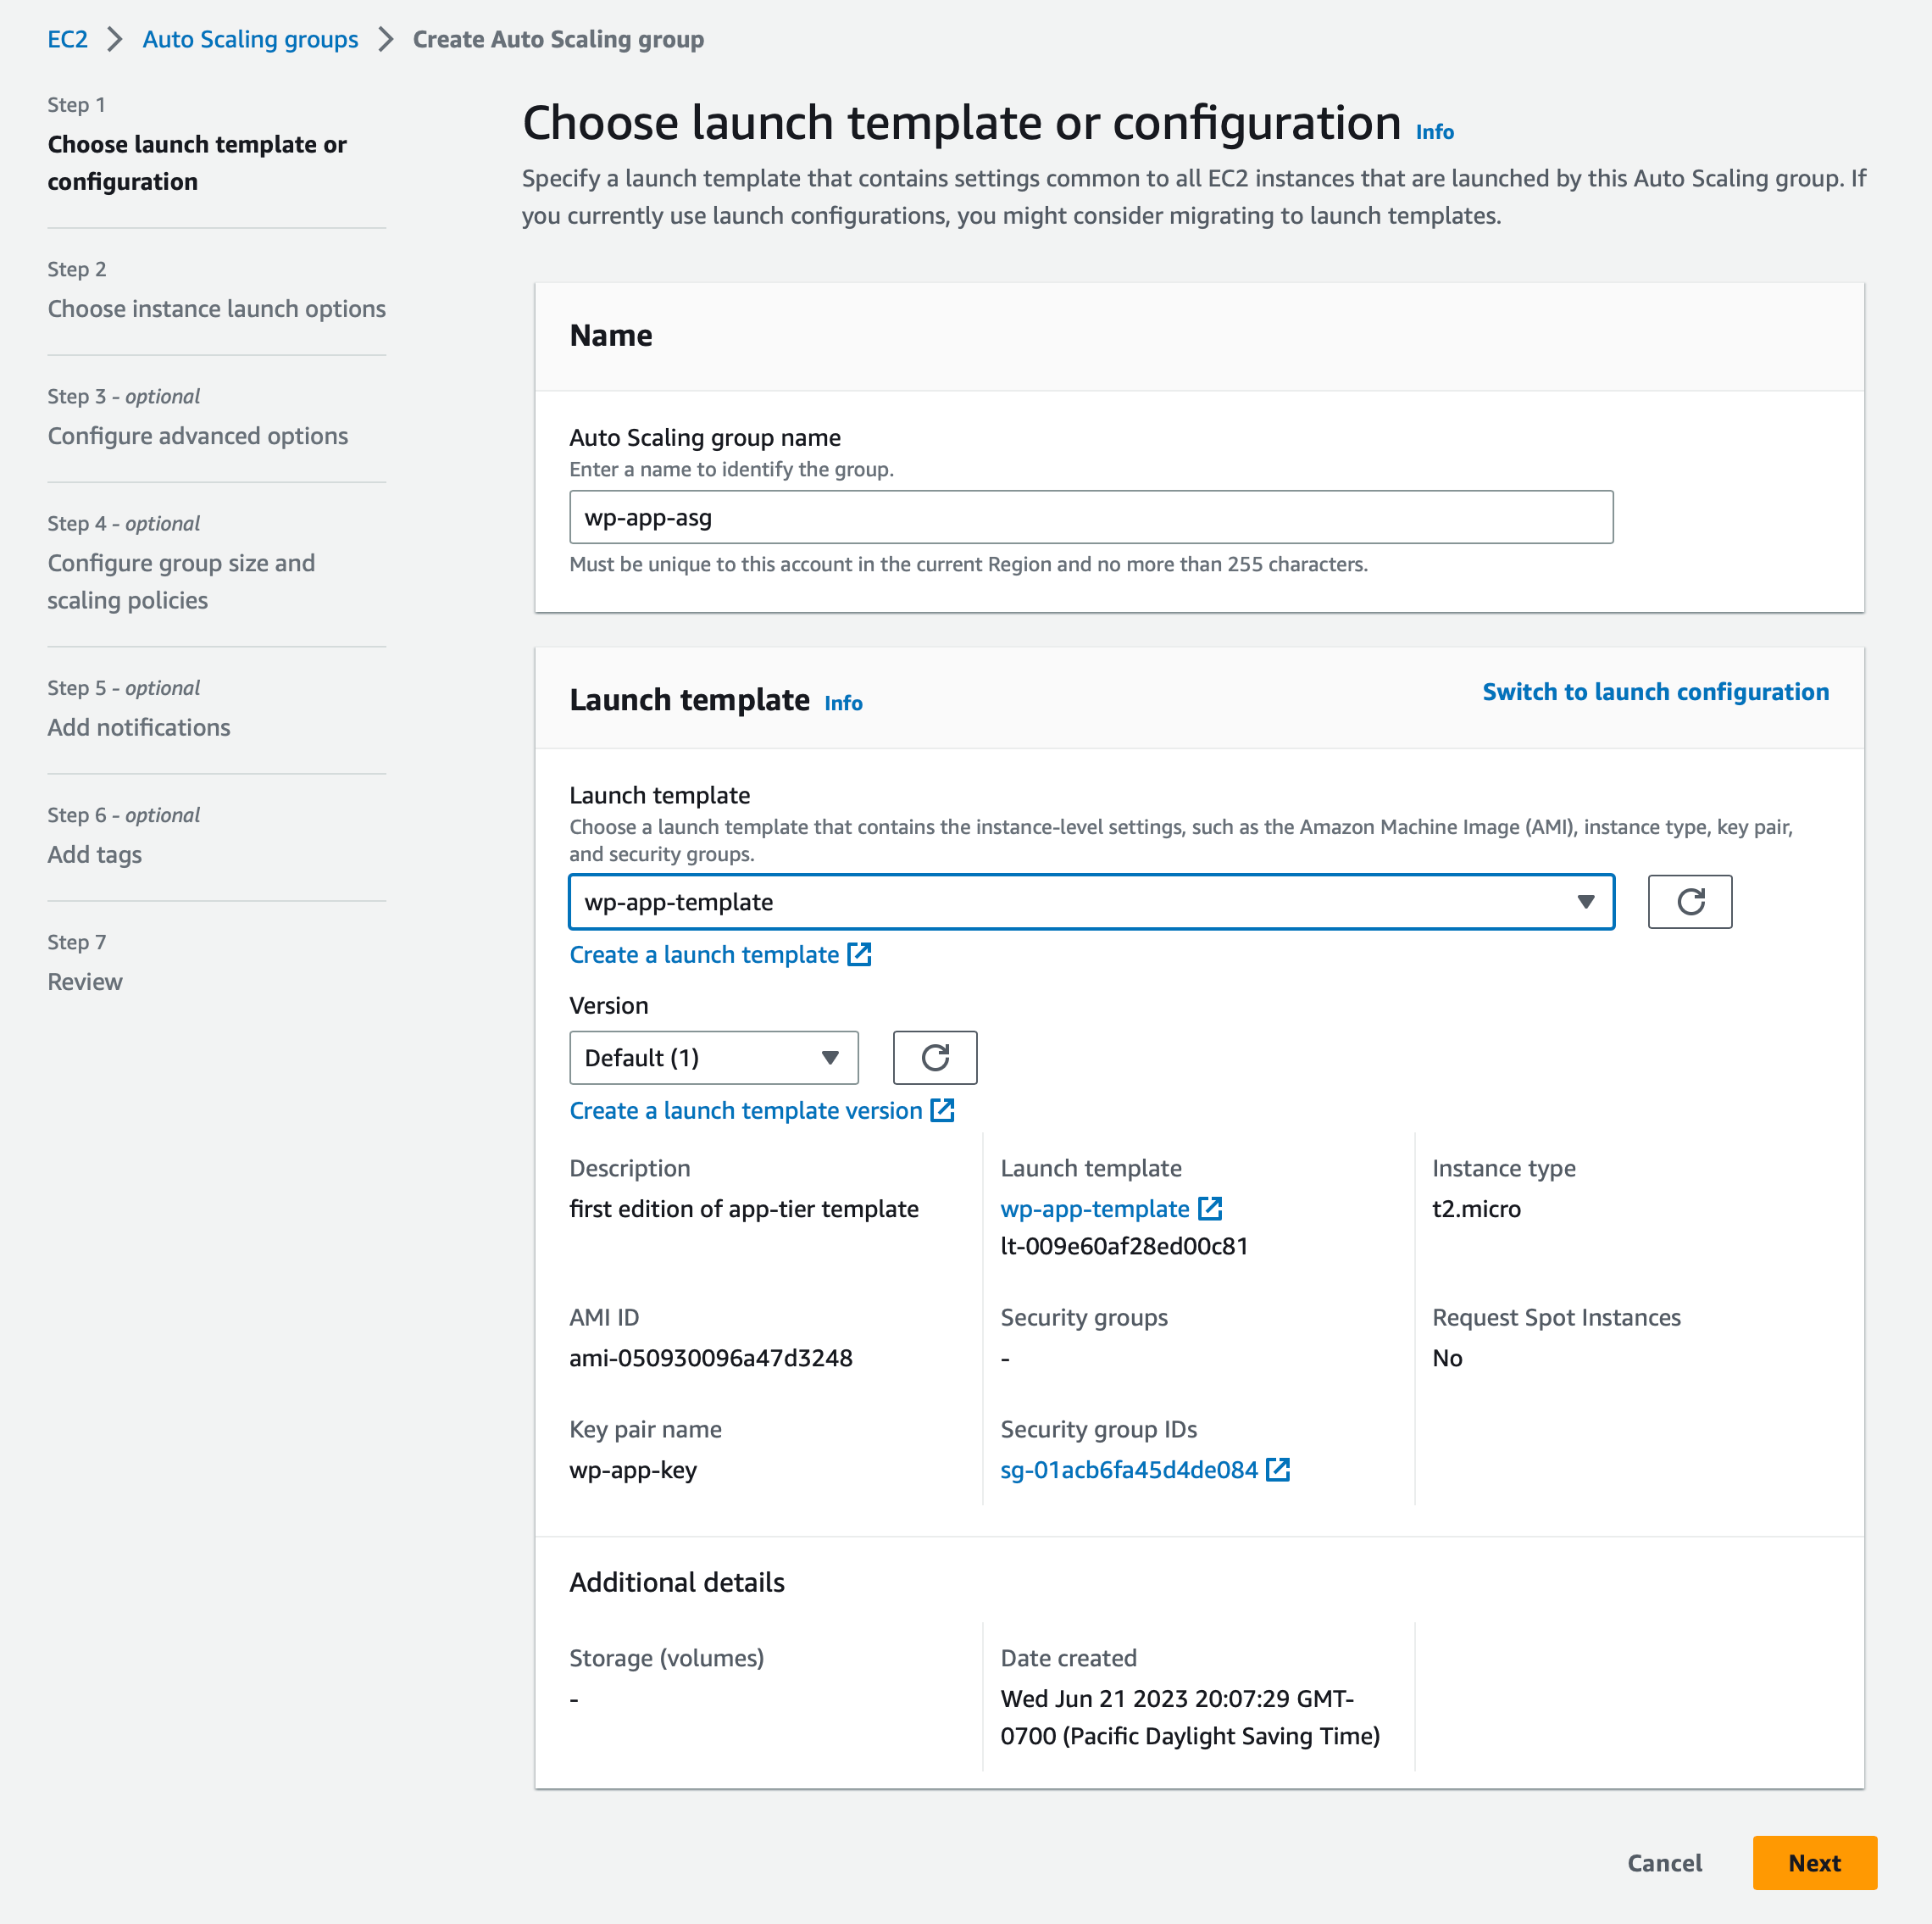 EC2 > Auto Scaling groups > Create Auto Scaling group
Step 1
Choose launch template or
configuration
Step 2
Choose instance launch options
Step 3 - optional
Configure advanced options
Step 4 - optional
Configure group size and
scaling policies
Step 5 - optional
Add notifications
Step 6 - optional
Add tags
Step 7
Review
Choose launch template or configuration Info
Specify a launch template that contains settings common to all EC2 instances that are launched by this Auto Scaling group. If
you currently use launch configurations, you might consider migrating to launch templates.
Name
Auto Scaling group name
Enter a name to identify the group.
wp-app-asg
Must be unique to this account in the current Region and no more than 255 characters.
Launch template Info
Switch to launch configuration
Launch template
Choose a launch template that contains the instance-level settings, such as the Amazon Machine Image (AMI), instance type, key pair,
and security groups.
wp-app-template
Create a launch template
Version
Default (1)
Create a launch template version
Description
first edition of app-tier template
Launch template
wp-app-template
lt-009e60af28ed00c81
Instance type
t2.micro
AMI ID
ami-050930096a47d3248
Security groups
-
Request Spot Instances
No
Key pair name
wp-app-key
Security group IDs
sg-01acb6fa45d4de084
Additional details
Storage (volumes)
-
Date created
Wed Jun 21 2023 20:07:29 GMT-
0700 (Pacific Daylight Saving Time)
Cancel
Next